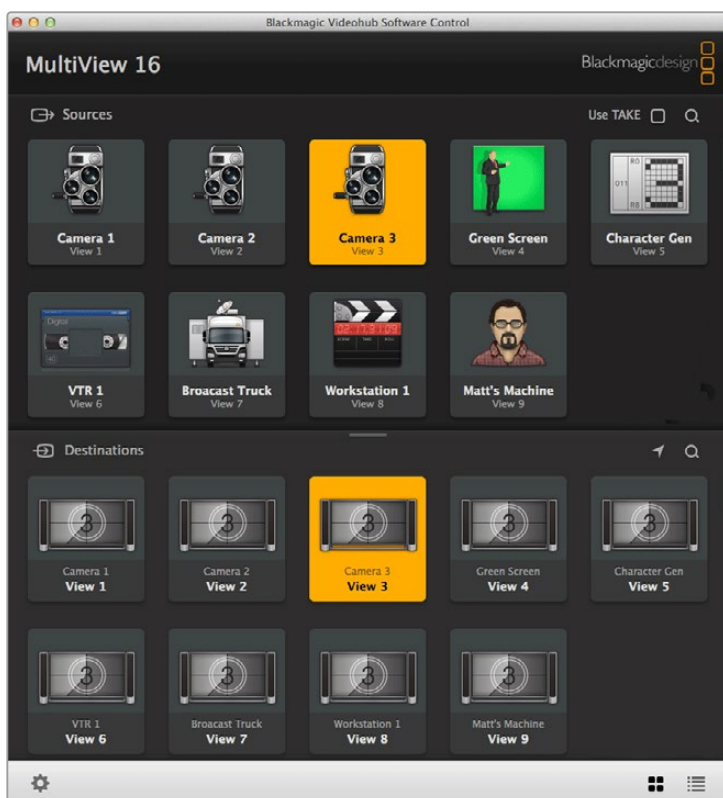 Blackmagic Videohub Software Control
MultiView 16
Blackmagicdesign
Sources
Use TAKE
Camera 1
View 1
Camera 2
View 2
Camera 3
View 3
Green Screen
View 4
Character Gen
View 5
VTR 1
View 6
Broacast Truck
View 7
Workstation 1
View 8
Matt's Machine
View 9
Destinations
Camera 1
View 1
Camera 2
View 2
Camera 3
View 3
Green Screen
View 4
Character Gen
View 5
VTR 1
View 6
Broacast Truck
View 7
Workstation 1
View 8
Matt's Machine
View 9